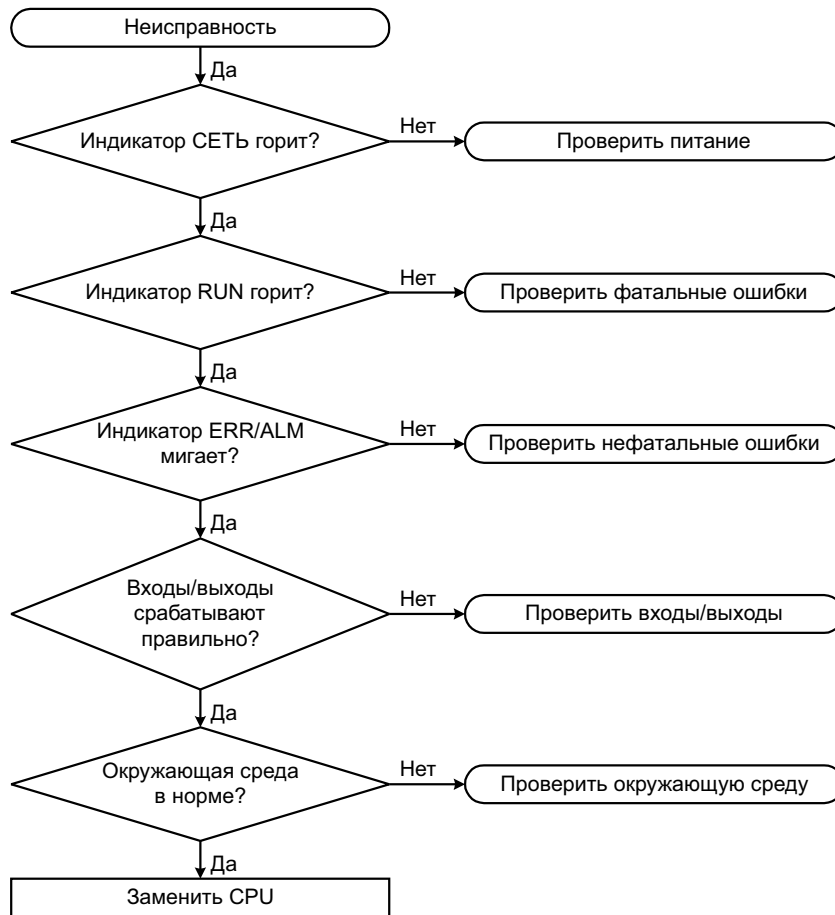 Неисправность
Да
Индикатор СЕТЬ горит?
Нет
Проверить питание
Да
Индикатор RUN горит?
Нет
Проверить фатальные ошибки
Да
Индикатор ERR/ALM
мигает?
Нет
Проверить нефатальные ошибки
Да
Входы/выходы
срабатывают
правильно?
Нет
Проверить входы/выходы
Да
Окружающая среда
в норме?
Нет
Проверить окружающую среду
Да
Заменить CPU